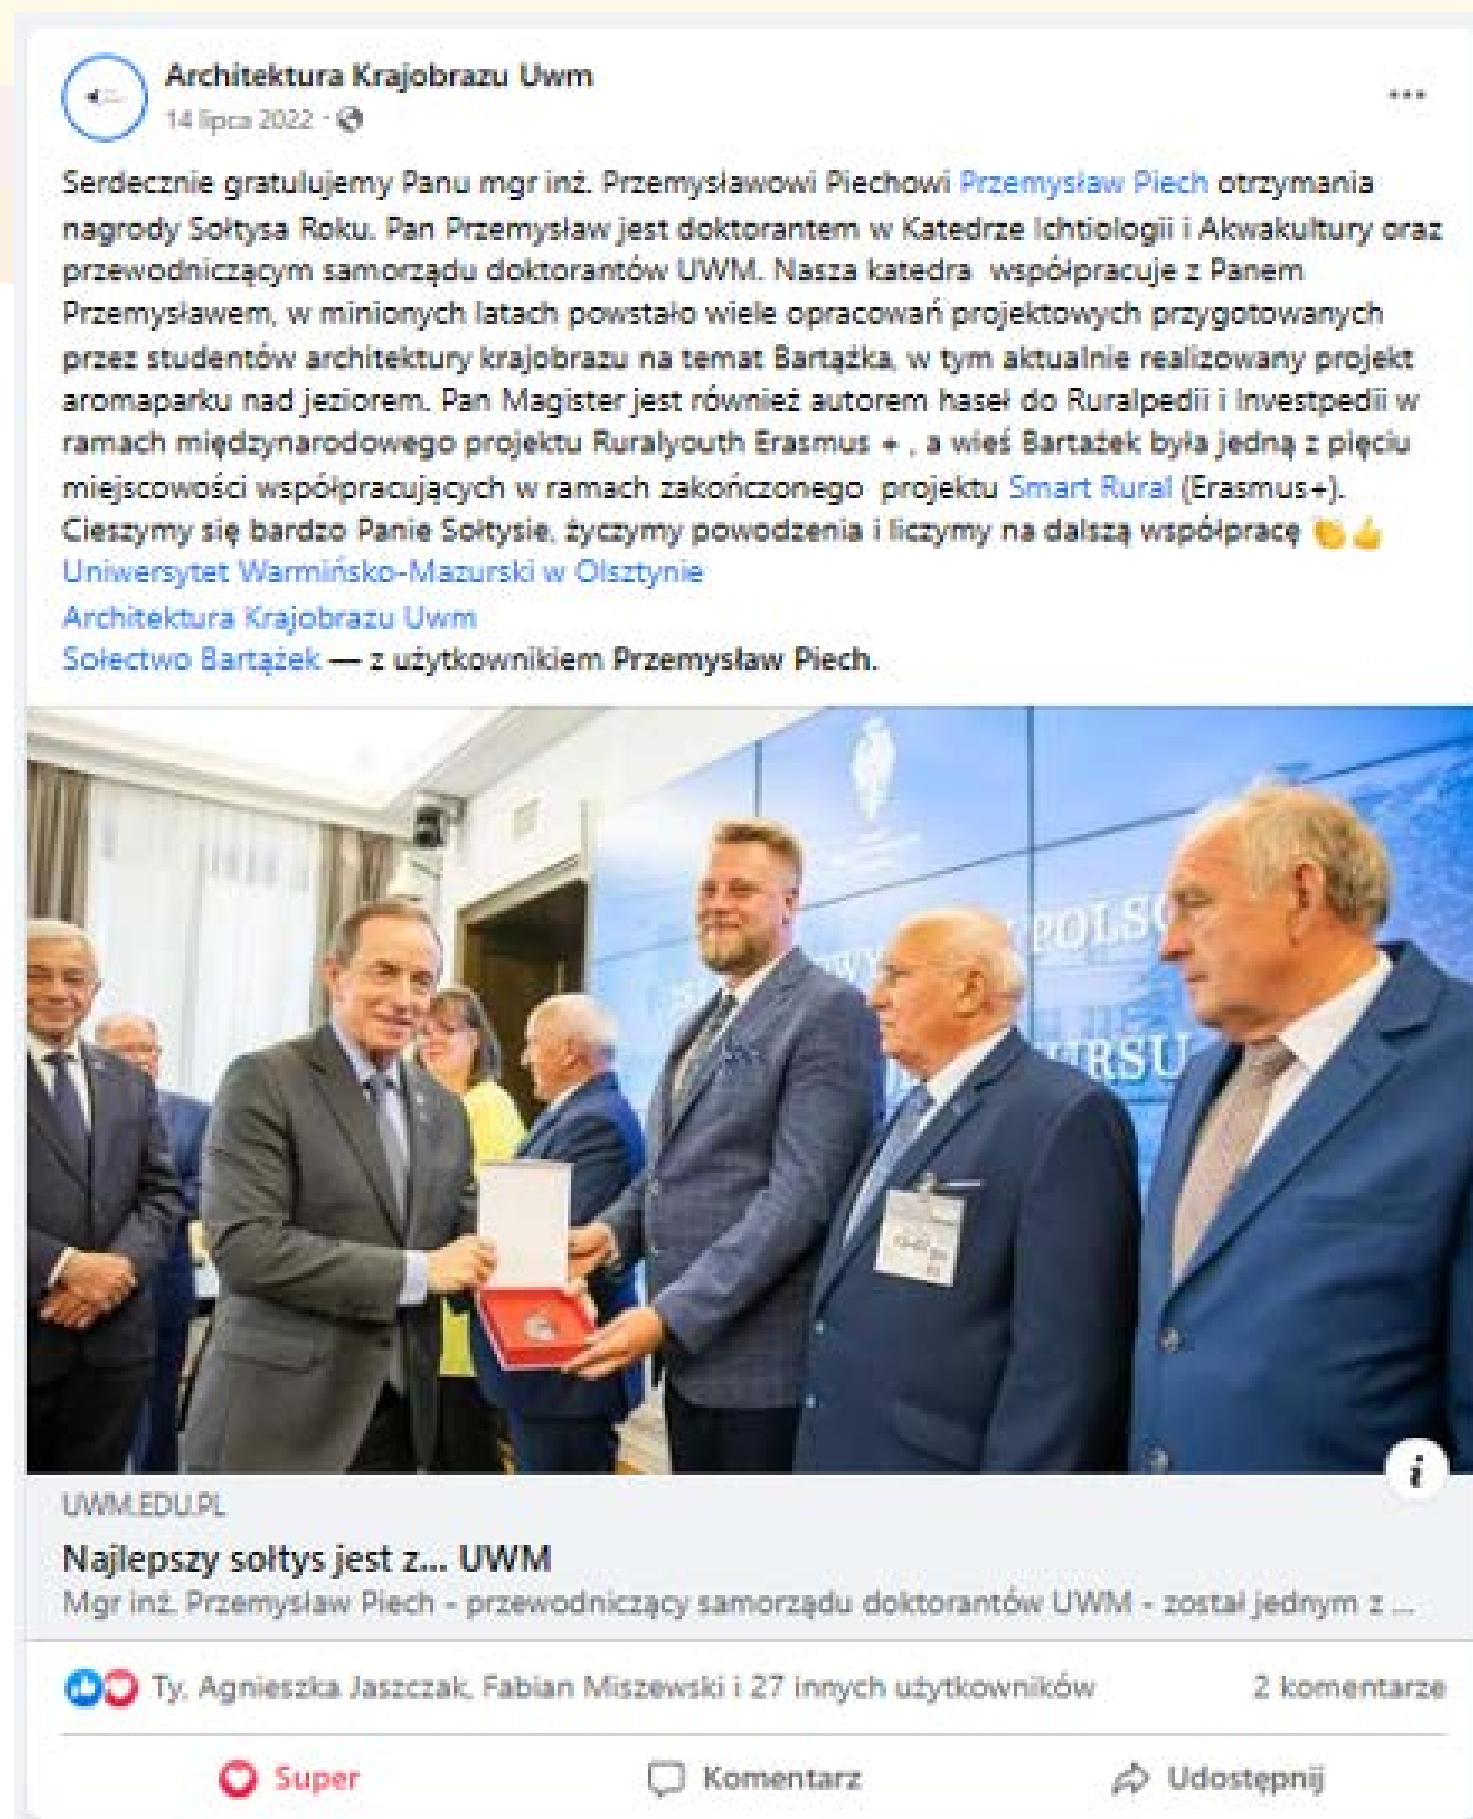 Architektura Krajobrazu Uwm
14 lipca 2022 ·
Serdecznie gratulujemy Panu mgr inż. Przemysławowi Piechowi Przemysław Piech otrzymania
nagrody Sołtysa Roku. Pan Przemysław jest doktorantem w Katedrze Ichtiologii i Akwakultury oraz
przewodniczącym samorządu doktorantów UWM. Nasza katedra współpracuje z Panem
Przemysławem, w minionych latach powstało wiele opracowań projektowych przygotowanych
przez studentów architektury krajobrazu na temat Bartążka, w tym aktualnie realizowany projekt
aromaparku nad jeziorem. Pan Magister jest również autorem haseł do Ruralpedii i Investpedii w
ramach międzynarodowego projektu Ruralyouth Erasmus + , a wieś Bartażek była jedną z pięciu
miejscowości współpracujących w ramach zakończonego projektu Smart Rural (Erasmus+).
Cieszymy się bardzo Panie Sołtysie, życzymy powodzenia i liczymy na dalszą współpracę 👏👍
Uniwersytet Warmińsko-Mazurski w Olsztynie
Architektura Krajobrazu Uwm
Sołectwo Bartążek — z użytkownikiem Przemysław Piech.
POLSC
URSU
UWM.EDU.PL
Najlepszy sołtys jest z... UWM
Mgr inż. Przemysław Piech - przewodniczący samorządu doktorantów UWM - został jednym z ...
Ty, Agnieszka Jaszczak, Fabian Miszewski i 27 innych użytkowników
2 komentarze
Super
Komentarz
Udostępnij